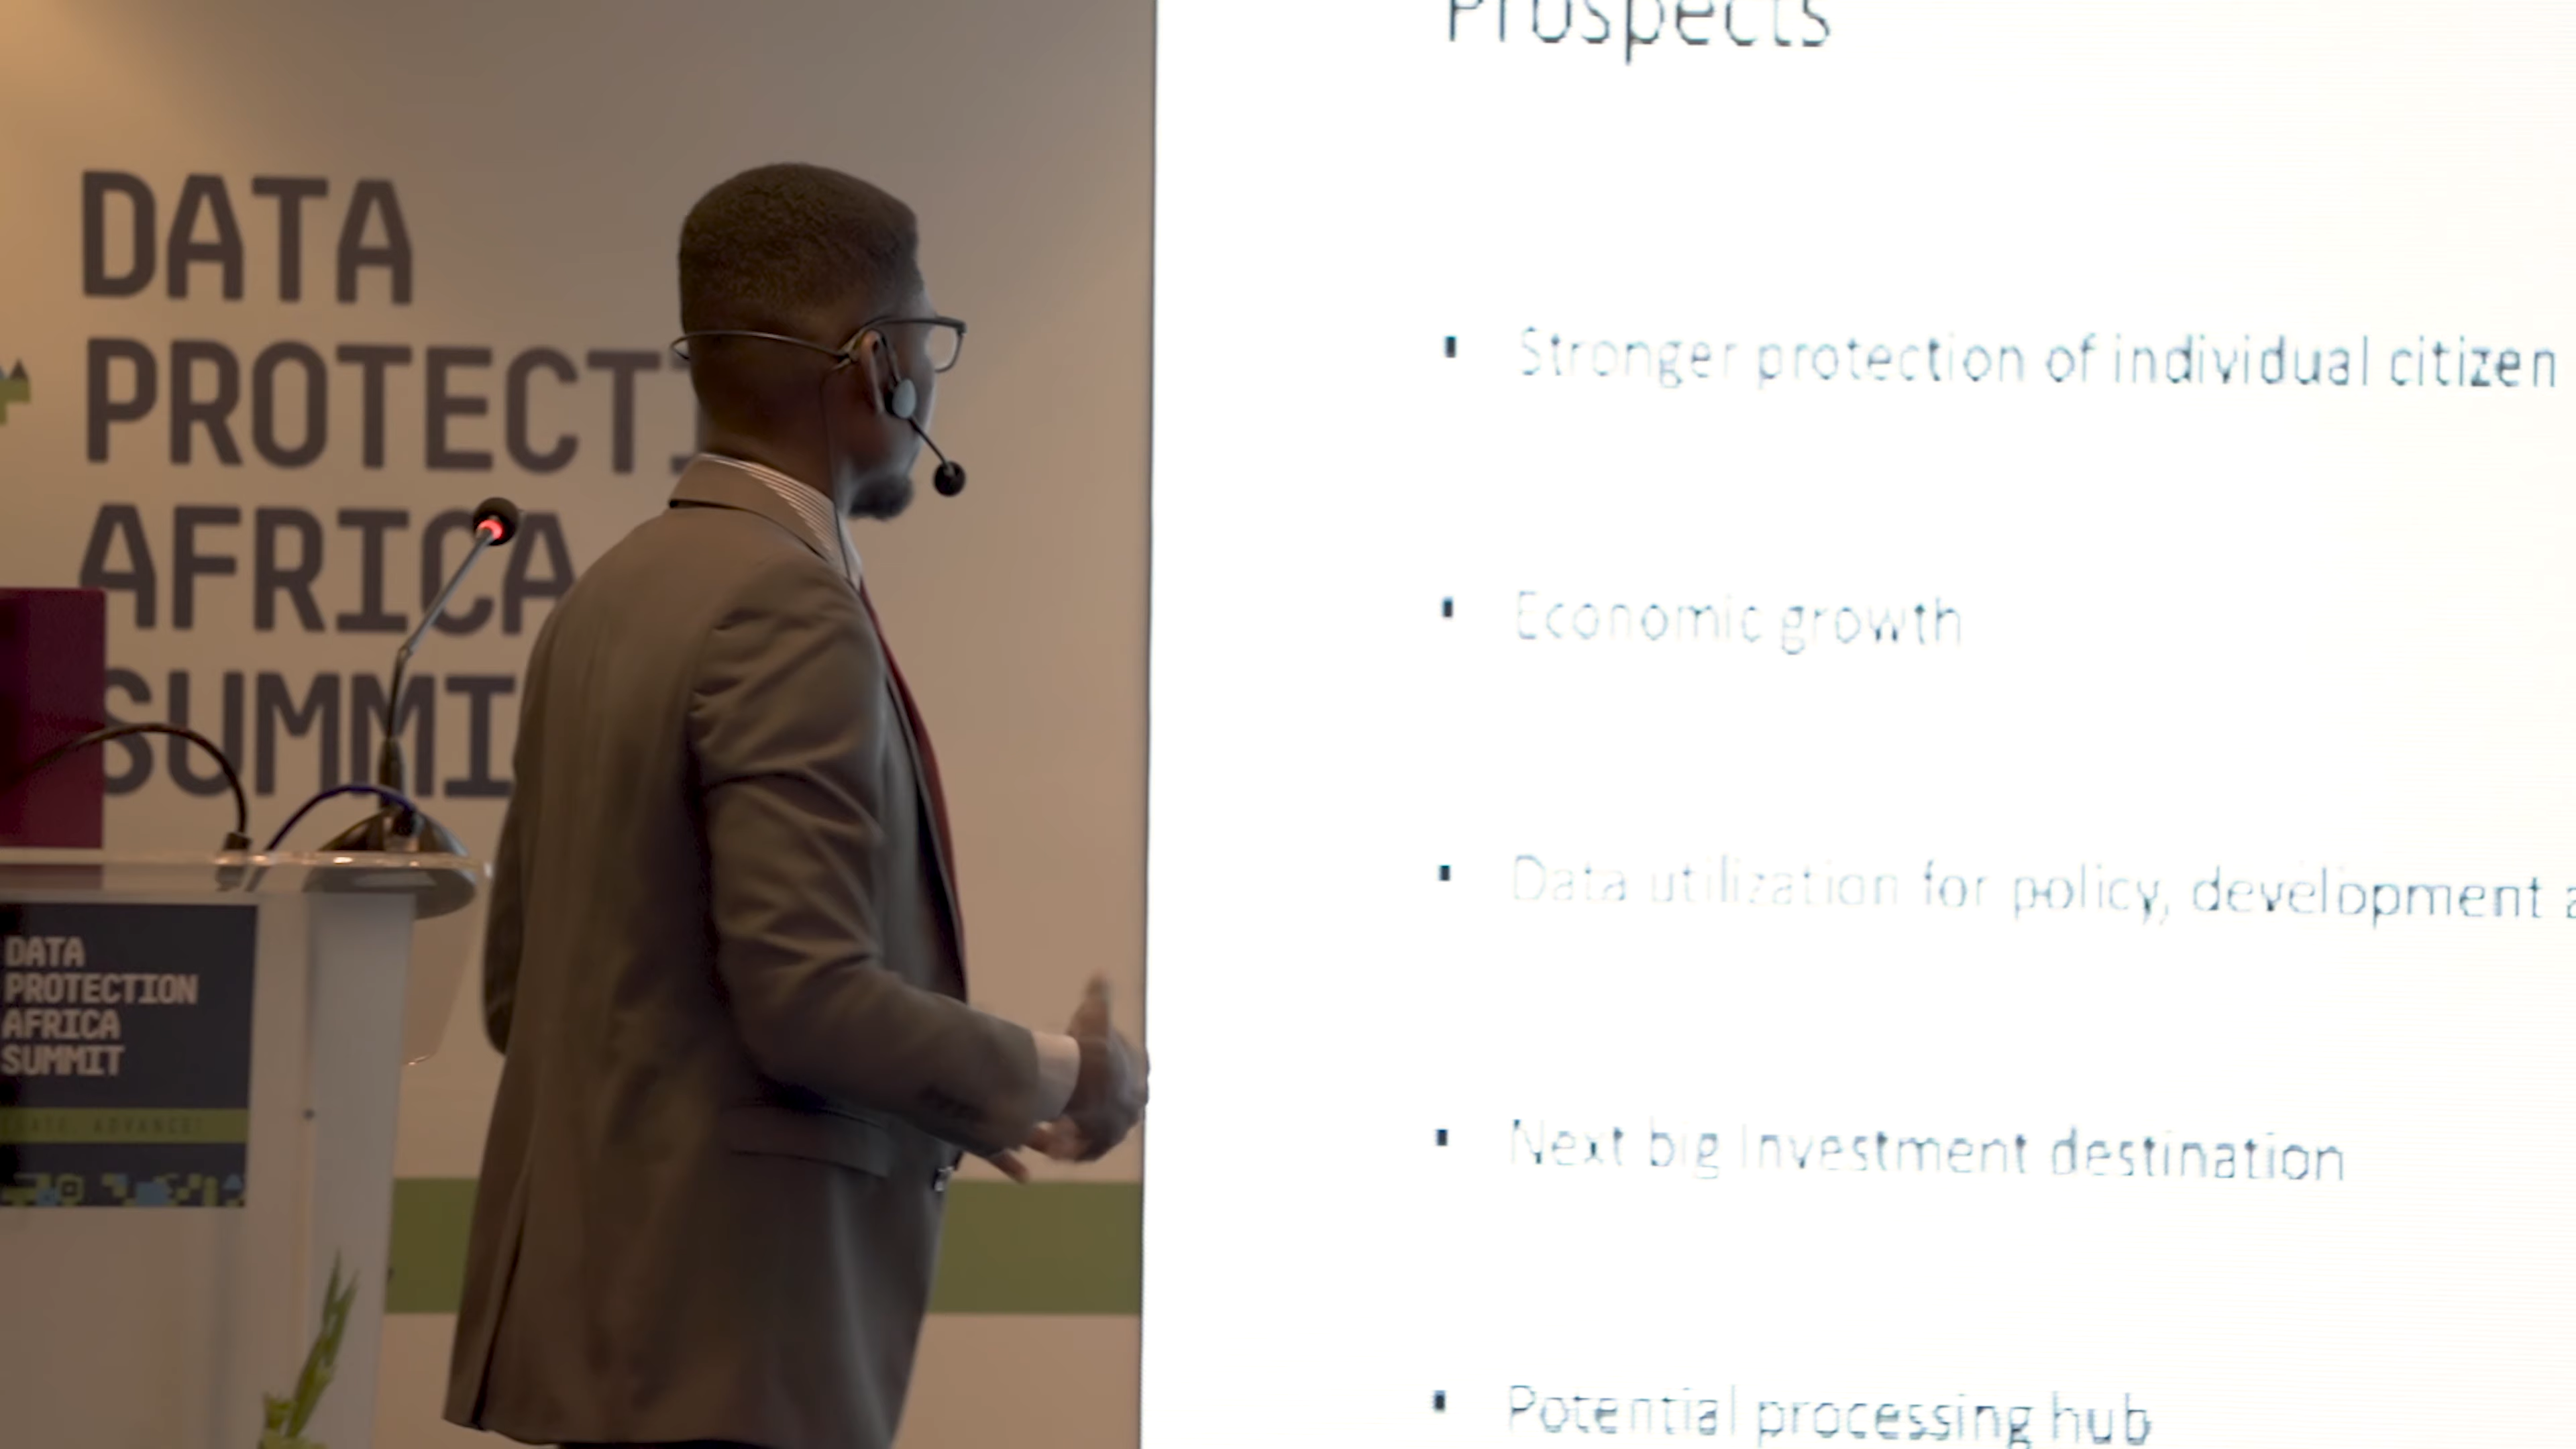 DATA
PROTECTI
AFRICA
SUMMI
DATA
PROTECTION
AFRICA
SUMMIT
ADVANCE!
Prospects
▪ Stronger protection of individual citizen
▪ Economic growth
▪ Data utilization for policy, development
▪ Next big Investment destination
▪ Potential processing hub